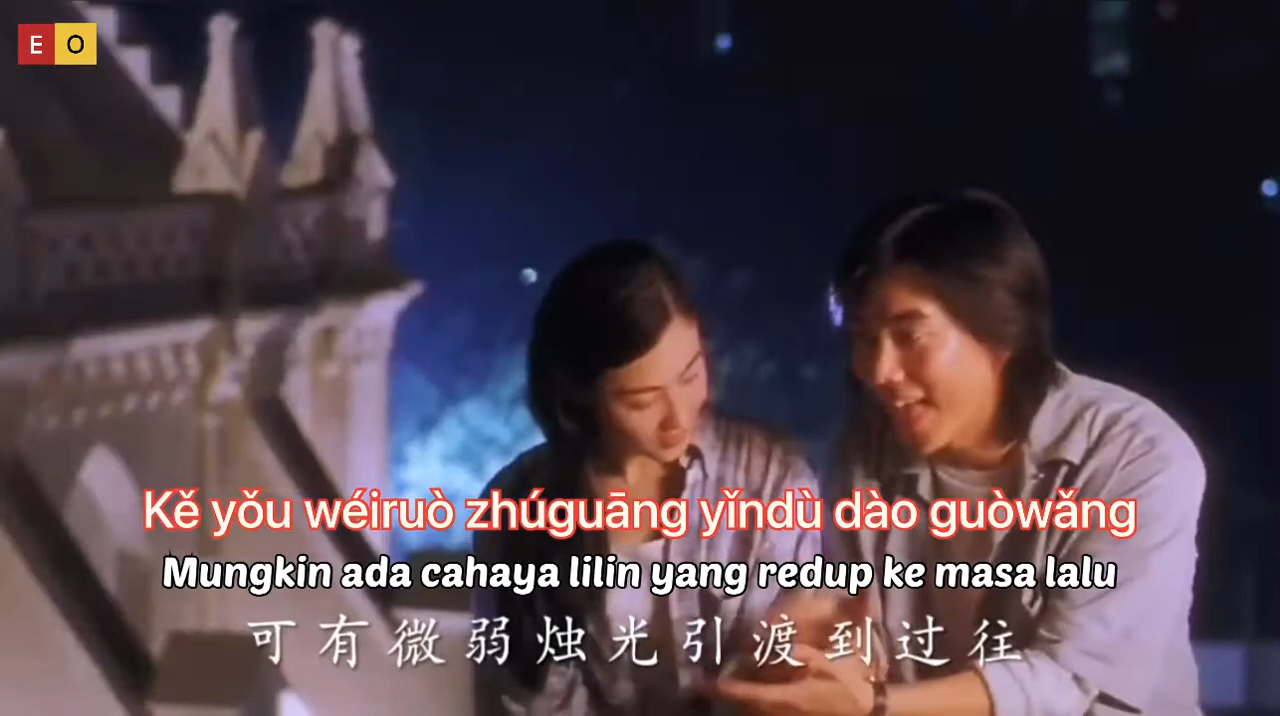 E O
Kě yǒu wéiruò zhúguāng yǐndù dào guòwǎng
Mungkin ada cahaya lilin yang redup ke masa lalu
可有微弱烛光引渡到过往